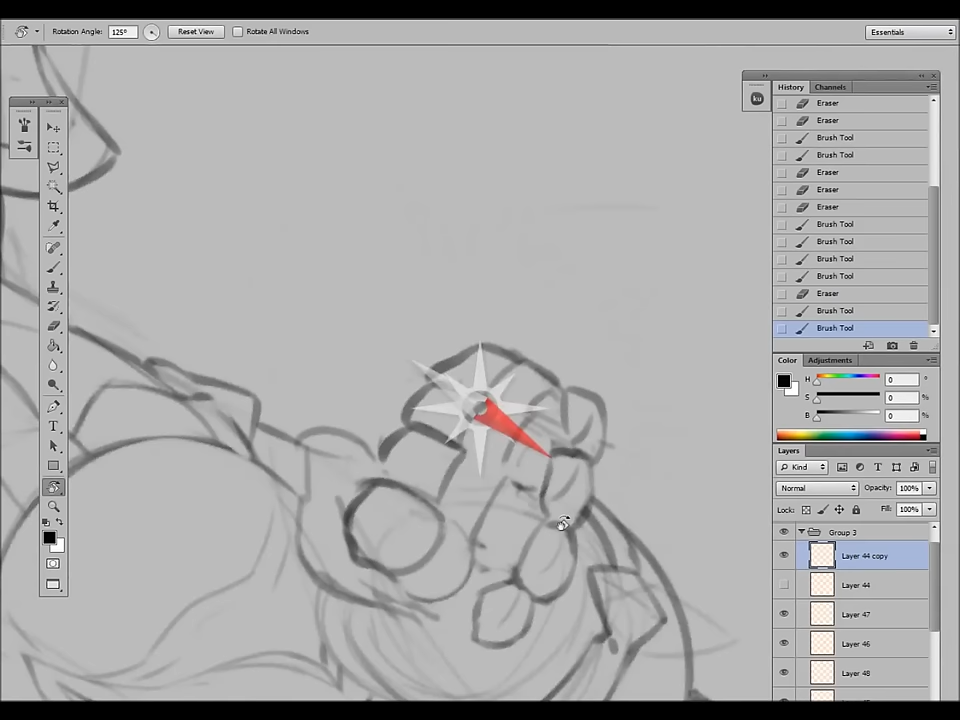 Rotation Angle: 125° Reset View Rotate All Windows Essentials
History Channels
ku
Eraser
Eraser
Brush Tool
Brush Tool
Eraser
Eraser
Eraser
Brush Tool
Brush Tool
Brush Tool
Brush Tool
Eraser
Brush Tool
Brush Tool
Color Adjustments
H 0 °
S 0 %
B 0 %
Layers
Kind
Normal Opacity: 100%
Lock: Fill: 100%
Group 3
Layer 44 copy
Layer 44
Layer 47
Layer 46
Layer 48
T